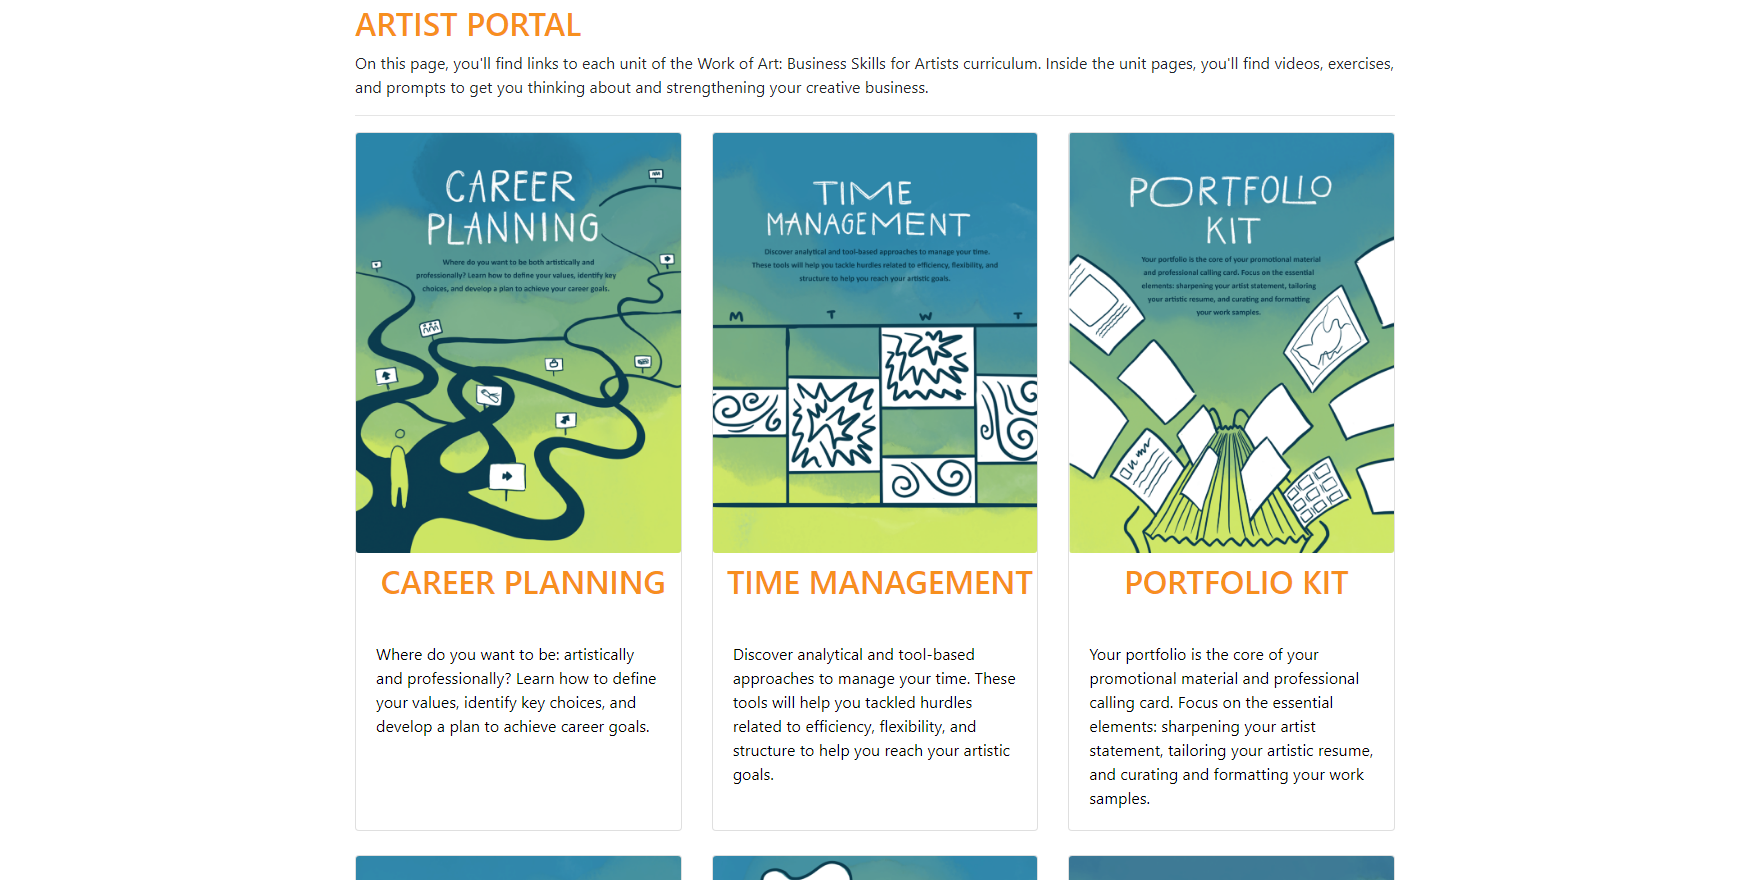 ARTIST PORTAL
On this page, you'll find links to each unit of the Work of Art: Business Skills for Artists curriculum. Inside the unit pages, you'll find videos, exercises,
and prompts to get you thinking about and strengthening your creative business.
CAREER
PLANNING
Where do you want to be both artistically and
professionally? Learn how to define your values, identify key
choices, and develop a plan to achieve your career goals.
TIME
MANAGEMENT
Discover analytical and tool-based approaches to manage your time.
These tools will help you tackle hurdles related to efficiency, flexibility, and
structure to help you reach your artistic goals.
M T W T
PORTFOLIO
KIT
Your portfolio is the core of your promotional material
and professional calling card. Focus on the essential
elements: sharpening your artist statement, tailoring
your artistic resume, and curating and formatting
your work samples.
CAREER PLANNING
Where do you want to be: artistically
and professionally? Learn how to define
your values, identify key choices, and
develop a plan to achieve career goals.
TIME MANAGEMENT
Discover analytical and tool-based
approaches to manage your time. These
tools will help you tackled hurdles
related to efficiency, flexibility, and
structure to help you reach your artistic
goals.
PORTFOLIO KIT
Your portfolio is the core of your
promotional material and professional
calling card. Focus on the essential
elements: sharpening your artist
statement, tailoring your artistic resume,
and curating and formatting your work
samples.